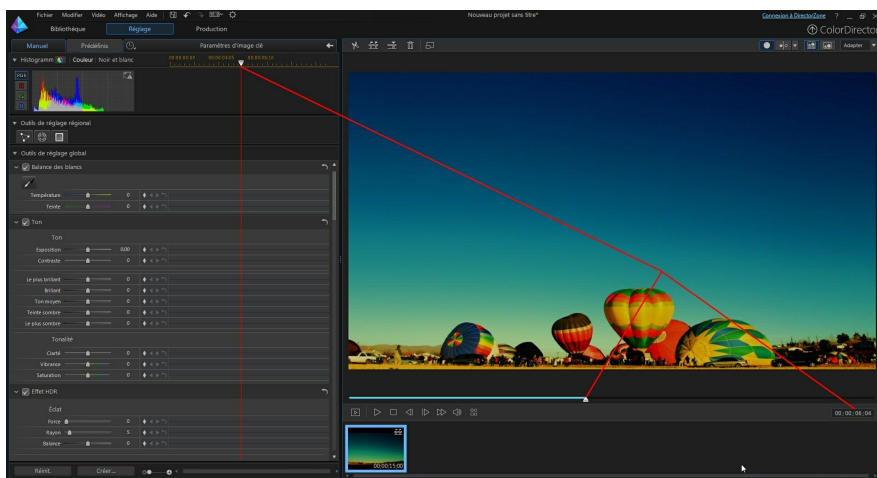 Fichier Modifier Vidéo Affichage Aide Nouveau projet sans titre* Connexion à DirectorZone ?
Bibliothèque Réglage Production ColorDirector
Manuel Prédéfinis Paramètres d'image clé Adapter
Histogramm Couleur Noir et blanc
RGB
Outils de réglage régional
Outils de réglage global
Balance des blancs
Température 0
Teinte 0
Ton
Ton
Exposition 0,00
Contraste 0
Le plus brillant 0
Brillant 0
Ton moyen 0
Teinte sombre 0
Le plus sombre 0
Tonalité
Clarté 0
Vibrance 0
Saturation 0
Effet HDR
Éclat
Force 0
Rayon 5
Balance 0
Réinit. Créer...
00;00;06;04
00;00;15;00